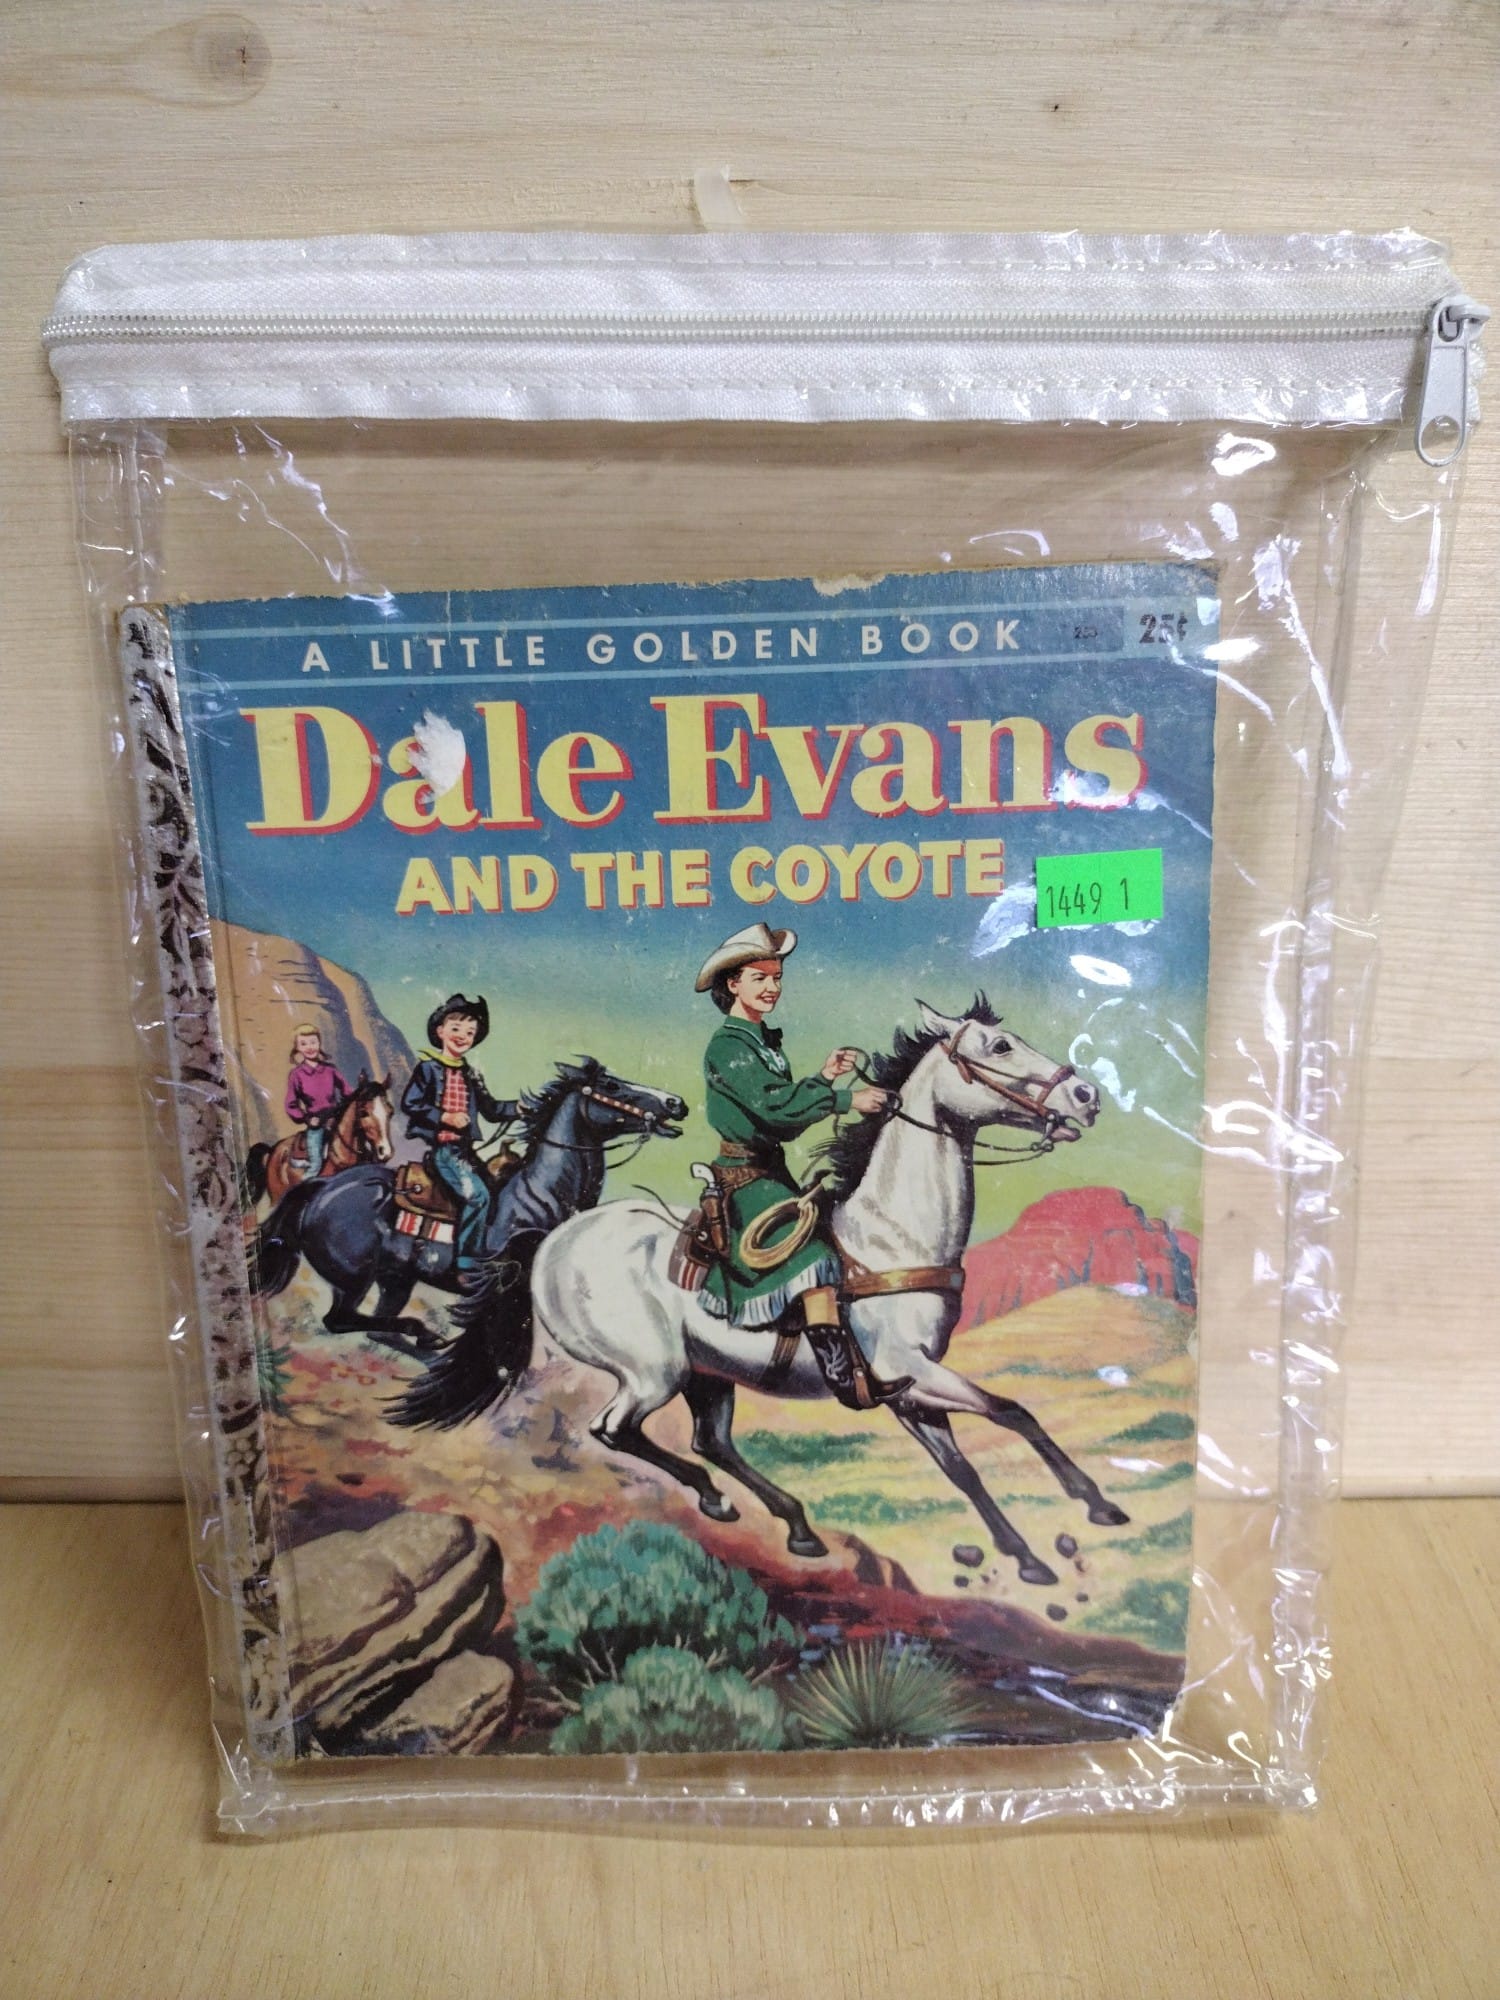 A LITTLE GOLDEN BOOK 25¢
Dale Evans
AND THE COYOTE
1449 1